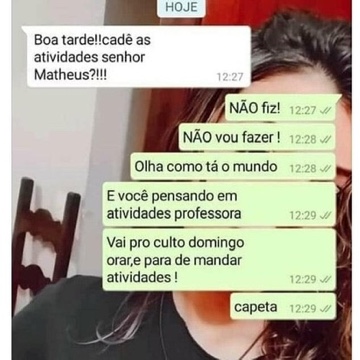 HOJE
Boa tarde!!cadê as
atividades senhor
Matheus?!!!
12:27
NÃO fiz! 12:27
NÃO vou fazer ! 12:28
Olha como tá o mundo 12:28
E você pensando em
atividades professora 12:29
Vai pro culto domingo
orar,e para de mandar
atividades ! 12:29
capeta 12:29